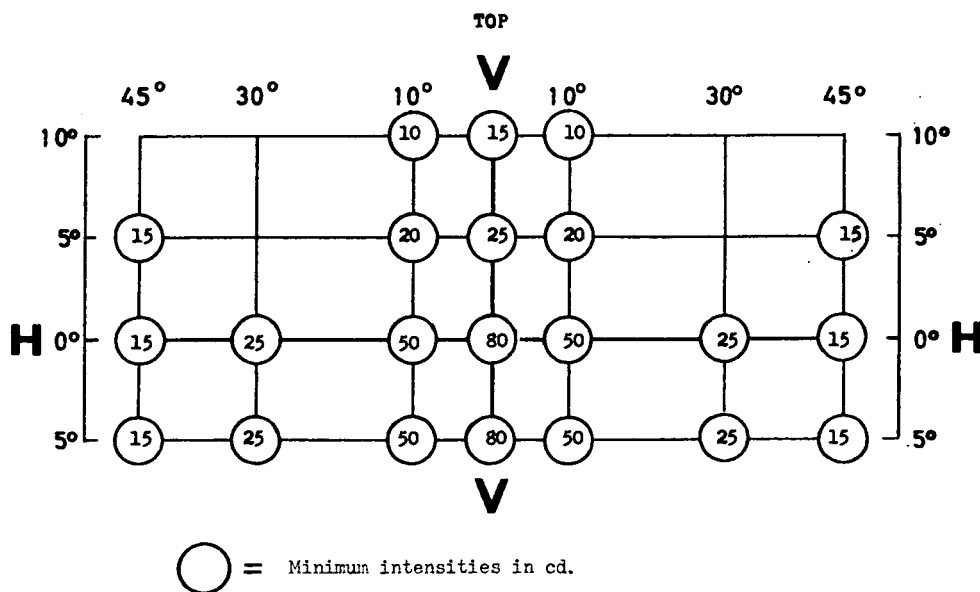 TOP
V
45° 30° 10° 10° 30° 45°
10° 10 15 10 10°
5° 15 20 25 20 15 5°
H 0° 15 25 50 80 50 25 15 0° H
5° 15 25 50 80 50 25 15 5°
V
= Minimum intensities in cd.